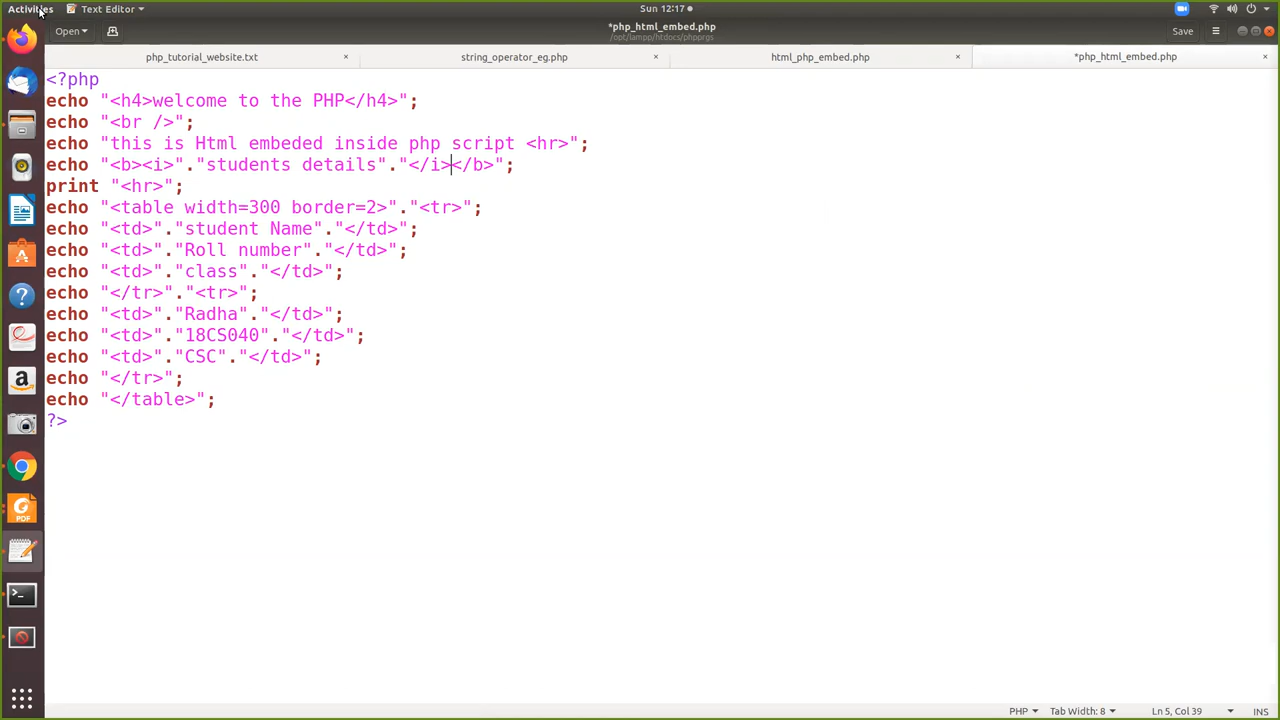 Activities Text Editor Sun 12:17
Open *php_html_embed.php Save
/opt/lampp/htdocs/phpprgs
php_tutorial_website.txt × string_operator_eg.php × html_php_embed.php × *php_html_embed.php ×
<?php
echo "<h4>welcome to the PHP</h4>";
echo "<br />";
echo "this is Html embeded inside php script <hr>";
echo "<b><i>"."students details"."</i></b>";
print "<hr>";
echo "<table width=300 border=2>"."<tr>";
echo "<td>"."student Name"."</td>";
echo "<td>"."Roll number"."</td>";
echo "<td>"."class"."</td>";
echo "</tr>"."<tr>";
echo "<td>"."Radha"."</td>";
echo "<td>"."18CS040"."</td>";
echo "<td>"."CSC"."</td>";
echo "</tr>";
echo "</table>";
?>
PHP Tab Width: 8 Ln 5, Col 39 INS